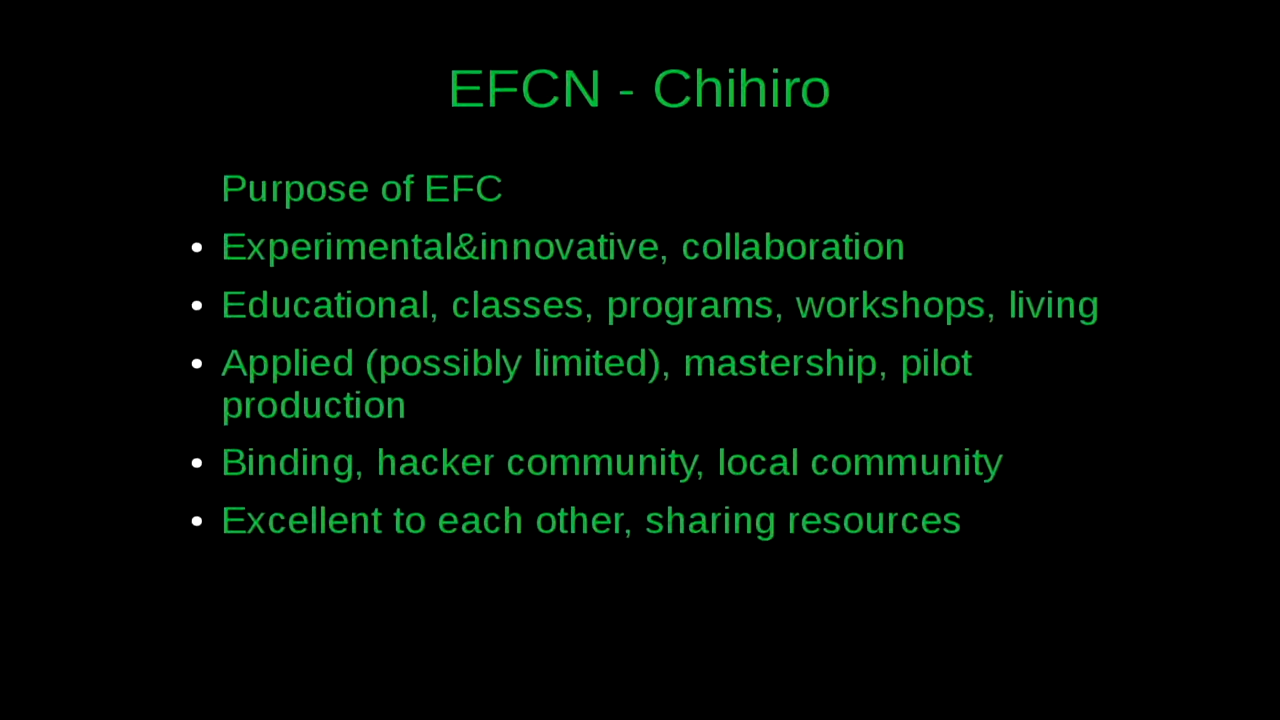 EFCN - Chihiro
Purpose of EFC
• Experimental&innovative, collaboration
• Educational, classes, programs, workshops, living
• Applied (possibly limited), mastership, pilot
production
• Binding, hacker community, local community
• Excellent to each other, sharing resources